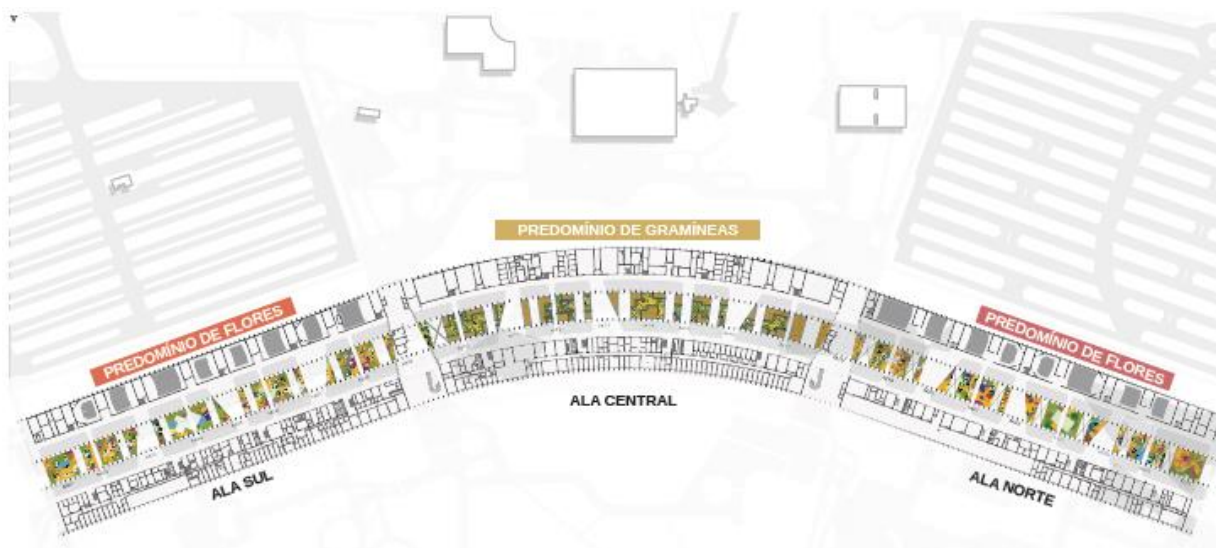 PREDOMÍNIO DE GRAMÍNEAS
PREDOMÍNIO DE FLORES
PREDOMÍNIO DE FLORES
ALA CENTRAL
ALA SUL
ALA NORTE